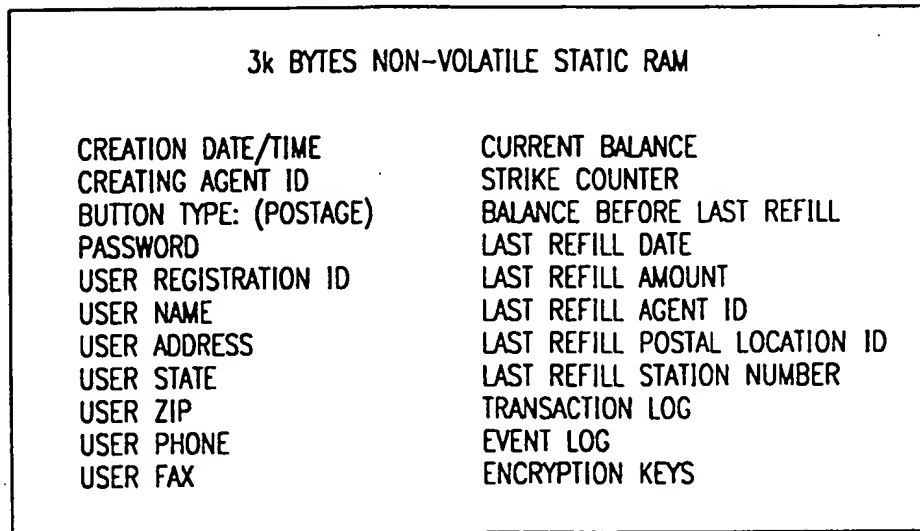 3k BYTES NON-VOLATILE STATIC RAM
CREATION DATE/TIME
CREATING AGENT ID
BUTTON TYPE: (POSTAGE)
PASSWORD
USER REGISTRATION ID
USER NAME
USER ADDRESS
USER STATE
USER ZIP
USER PHONE
USER FAX
CURRENT BALANCE
STRIKE COUNTER
BALANCE BEFORE LAST REFILL
LAST REFILL DATE
LAST REFILL AMOUNT
LAST REFILL AGENT ID
LAST REFILL POSTAL LOCATION ID
LAST REFILL STATION NUMBER
TRANSACTION LOG
EVENT LOG
ENCRYPTION KEYS